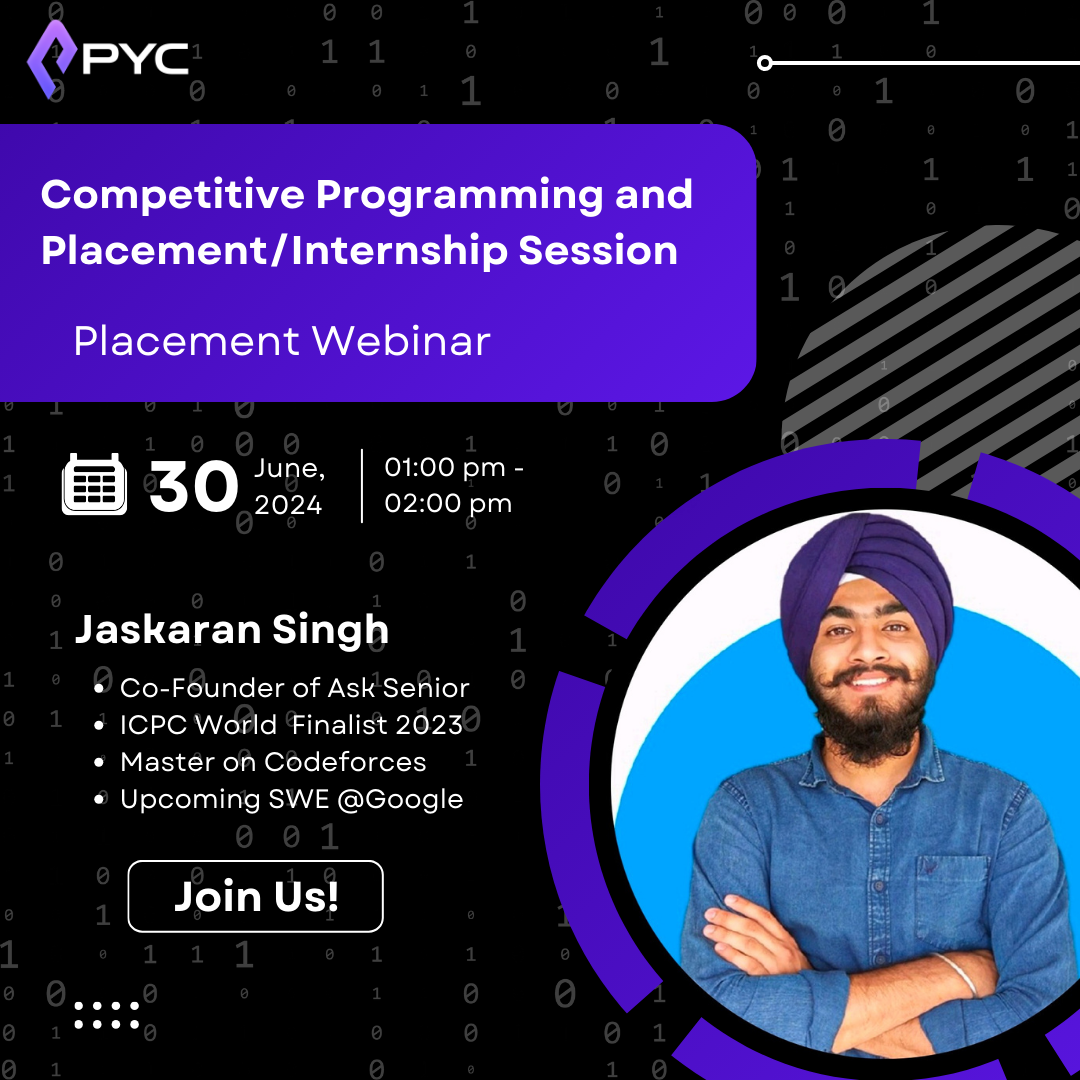 PYC
Competitive Programming and
Placement/Internship Session
Placement Webinar
30
June,
2024
01:00 pm -
02:00 pm
Jaskaran Singh
Co-Founder of Ask Senior
ICPC World Finalist 2023
Master on Codeforces
Upcoming SWE @Google
Join Us!